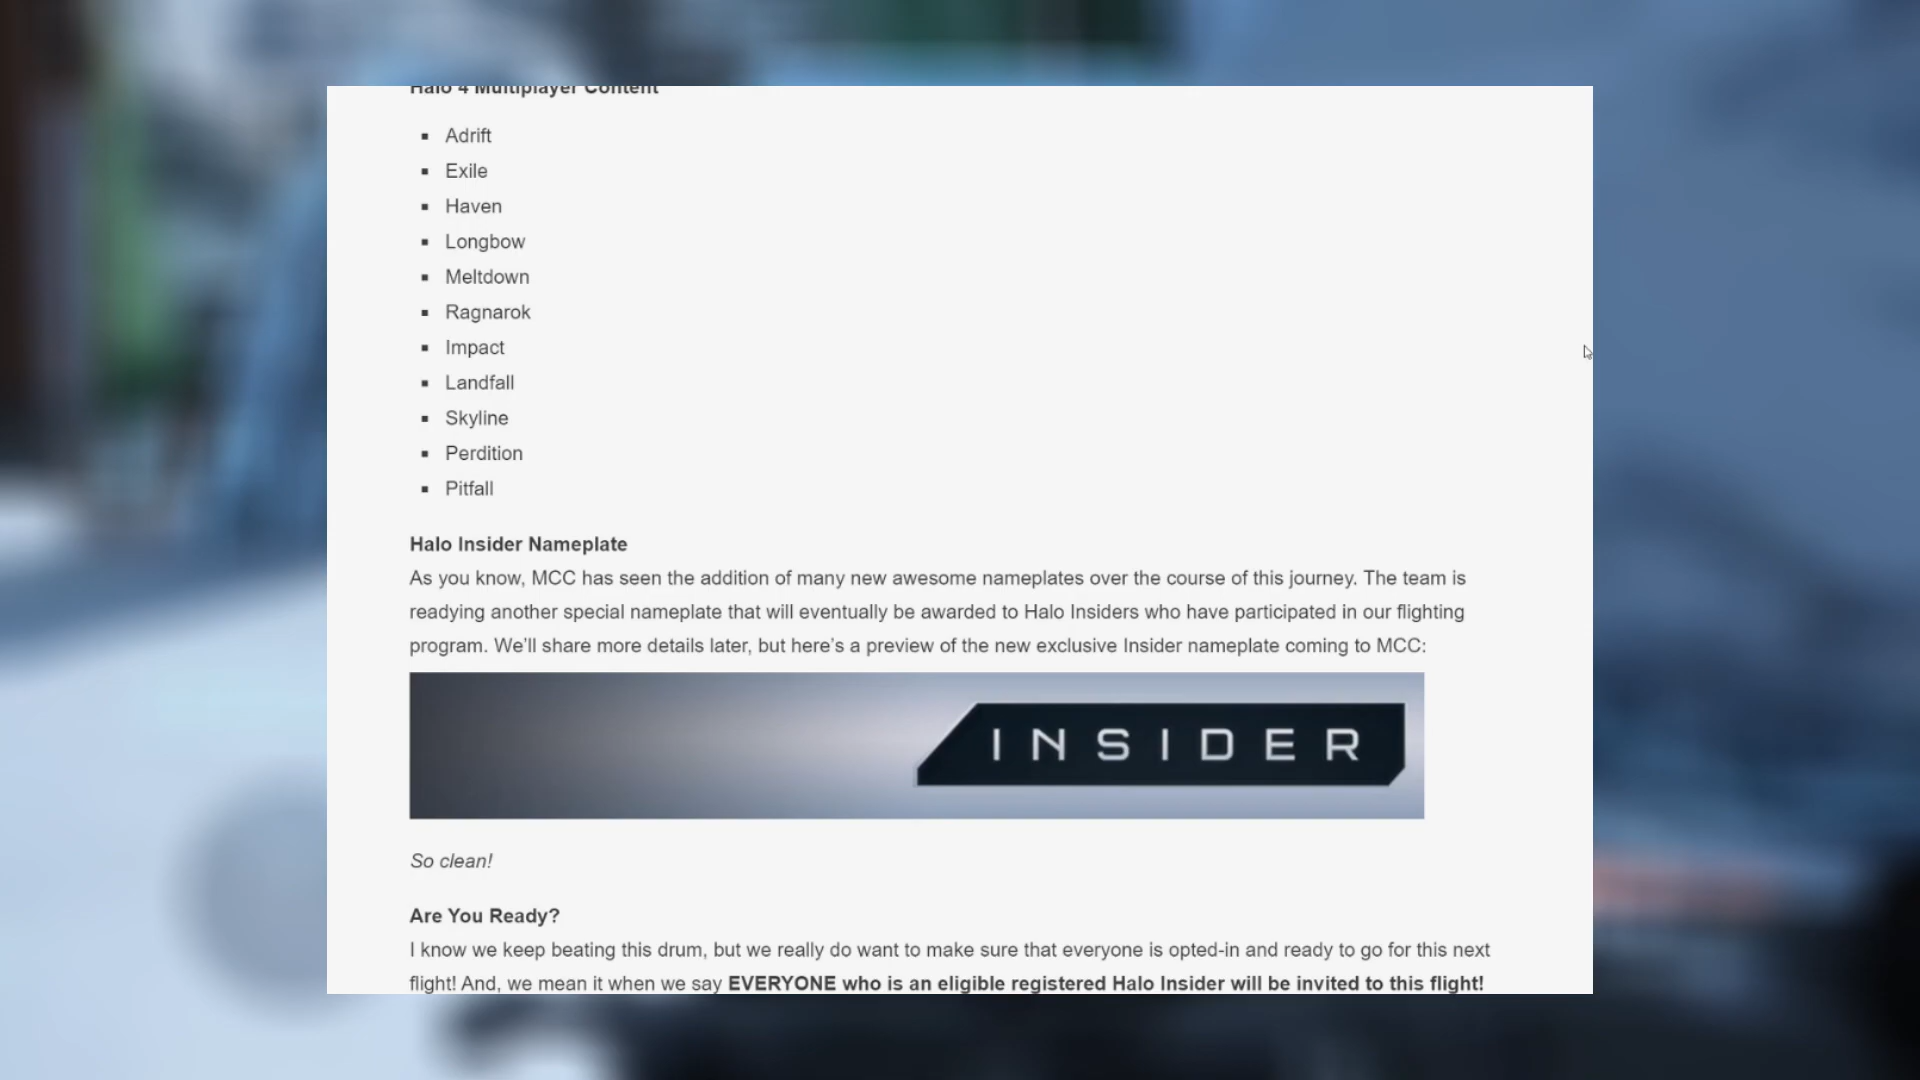 Halo 4 Multiplayer Content
▪ Adrift
▪ Exile
▪ Haven
▪ Longbow
▪ Meltdown
▪ Ragnarok
▪ Impact
▪ Landfall
▪ Skyline
▪ Perdition
▪ Pitfall
Halo Insider Nameplate
As you know, MCC has seen the addition of many new awesome nameplates over the course of this journey. The team is
readying another special nameplate that will eventually be awarded to Halo Insiders who have participated in our flighting
program. We’ll share more details later, but here’s a preview of the new exclusive Insider nameplate coming to MCC:
INSIDER
So clean!
Are You Ready?
I know we keep beating this drum, but we really do want to make sure that everyone is opted-in and ready to go for this next
flight! And, we mean it when we say EVERYONE who is an eligible registered Halo Insider will be invited to this flight!